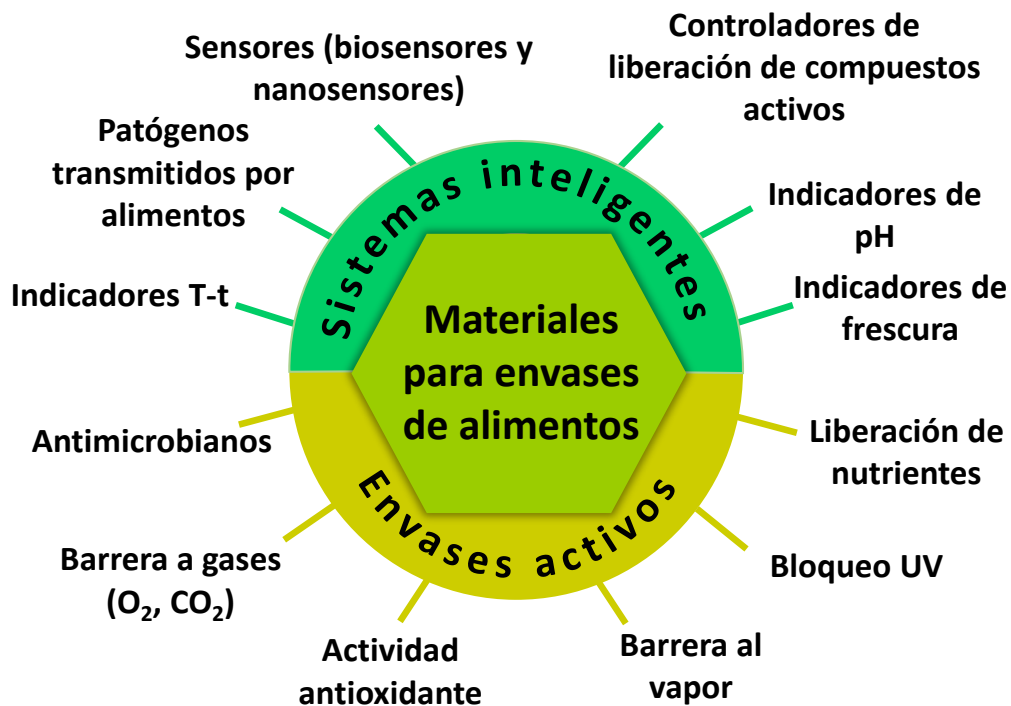 Sensores (biosensores y
nanosensores)
Controladores de
liberación de compuestos
activos
Patógenos
transmitidos por
alimentos
Indicadores de
pH
Indicadores T-t
Indicadores de
frescura
Sistemas inteligentes
Materiales
para envases
de alimentos
Envases activos
Antimicrobianos
Liberación de
nutrientes
Barrera a gases
(O₂, CO₂)
Bloqueo UV
Actividad
antioxidante
Barrera al
vapor